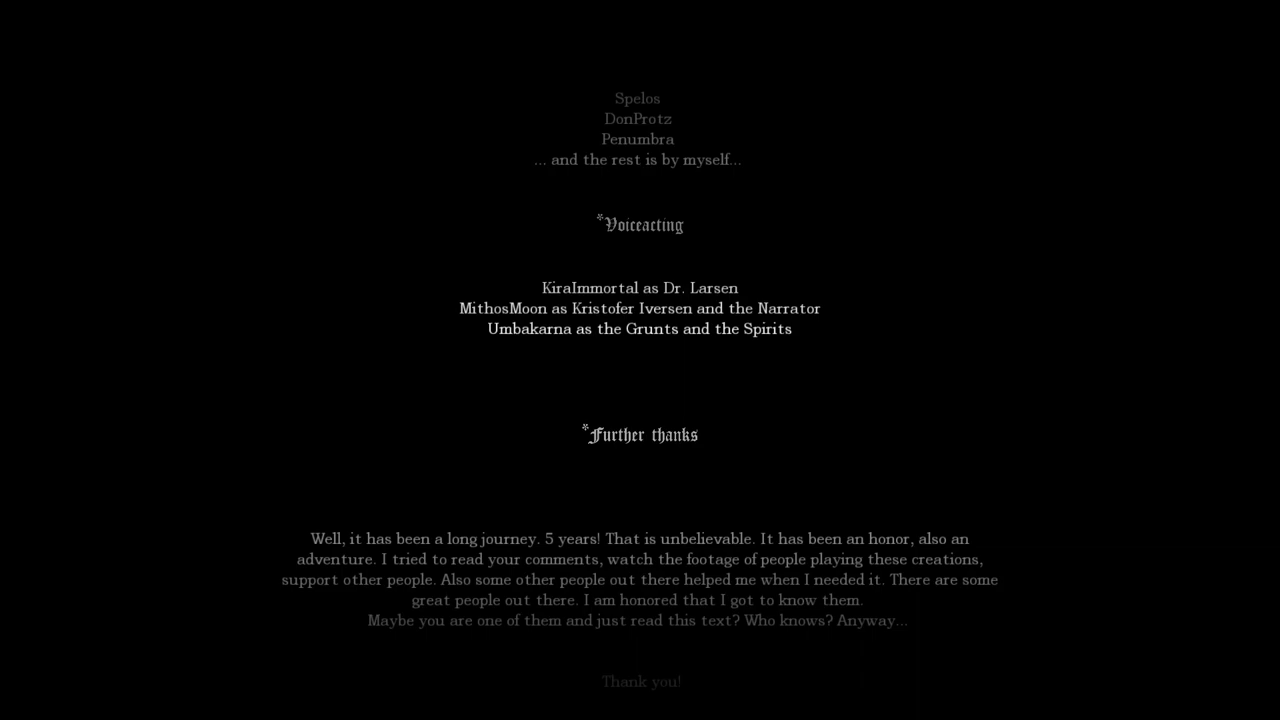 Spelos
DonProtz
Penumbra
... and the rest is by myself...
*Voiceacting
KiraImmortal as Dr. Larsen
MithosMoon as Kristofer Iversen and the Narrator
Umbakarna as the Grunts and the Spirits
*Further thanks
Well, it has been a long journey. 5 years! That is unbelievable. It has been an honor, also an
adventure. I tried to read your comments, watch the footage of people playing these creations,
support other people. Also some other people out there helped me when I needed it. There are some
great people out there. I am honored that I got to know them.
Maybe you are one of them and just read this text? Who knows? Anyway...
Thank you!